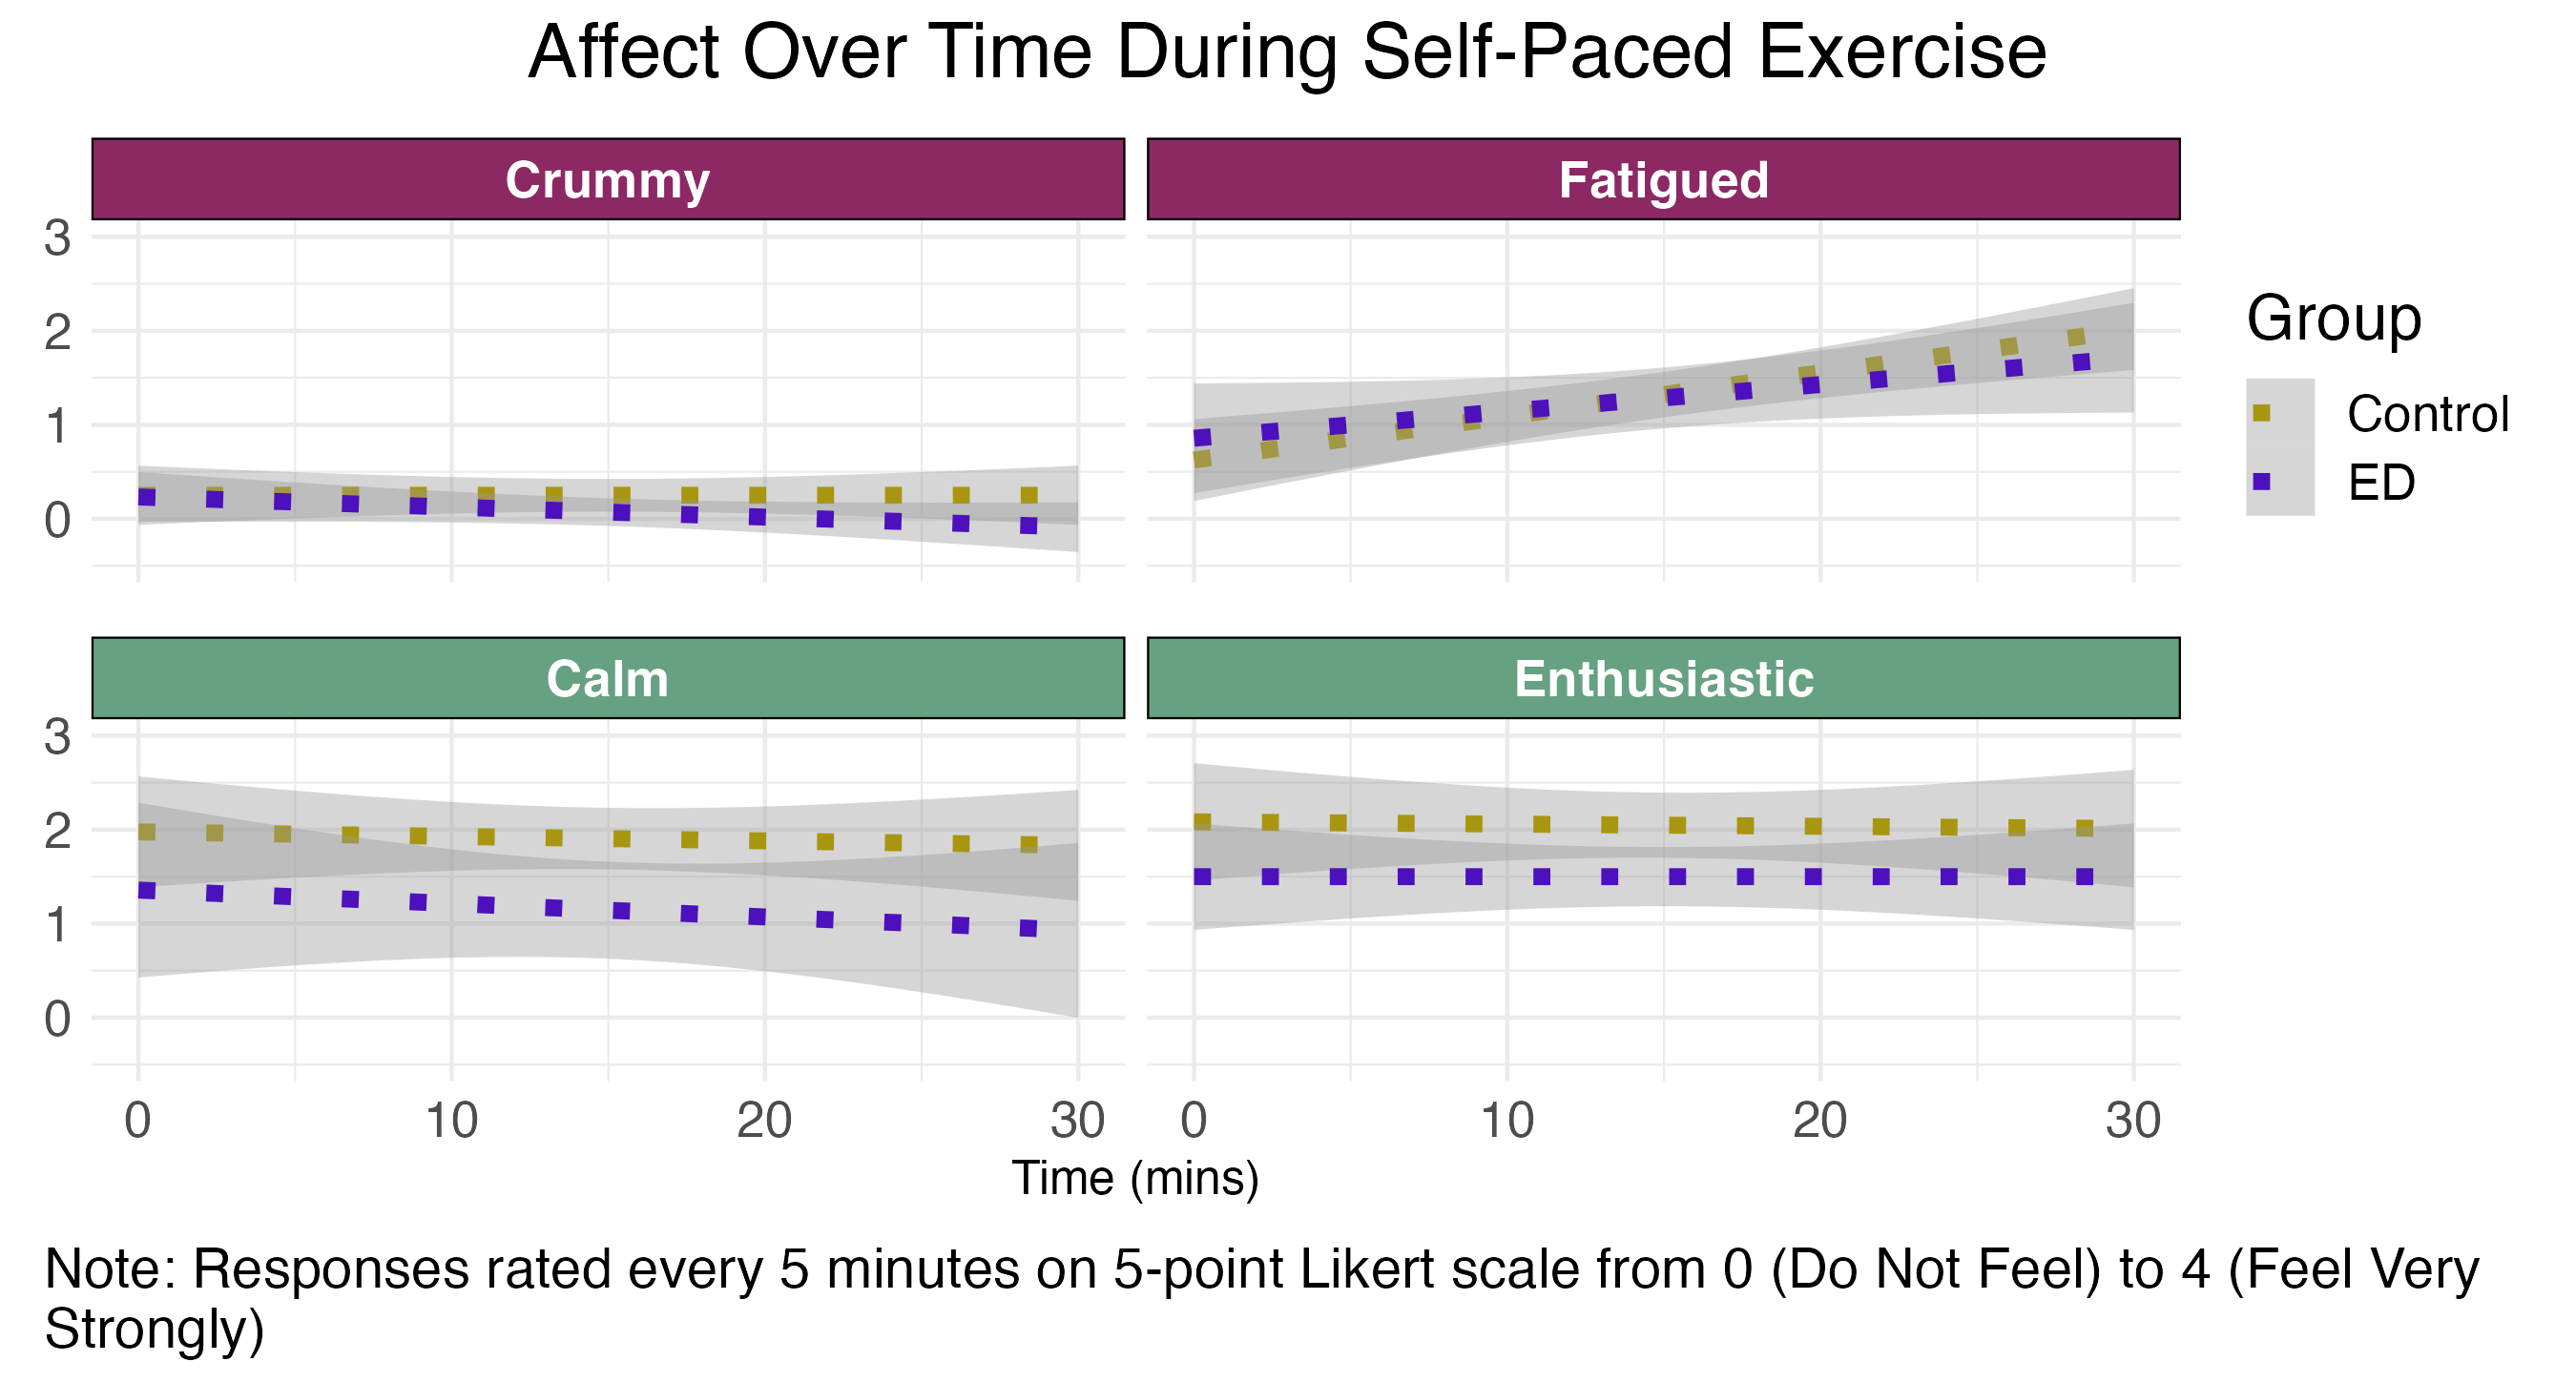 Affect Over Time During Self-Paced Exercise
Crummy
Fatigued
3
2
1
0
Group
Control
ED
Calm
Enthusiastic
3
2
1
0
0 10 20 30 0 10 20 30
Time (mins)
Note: Responses rated every 5 minutes on 5-point Likert scale from 0 (Do Not Feel) to 4 (Feel Very
Strongly)